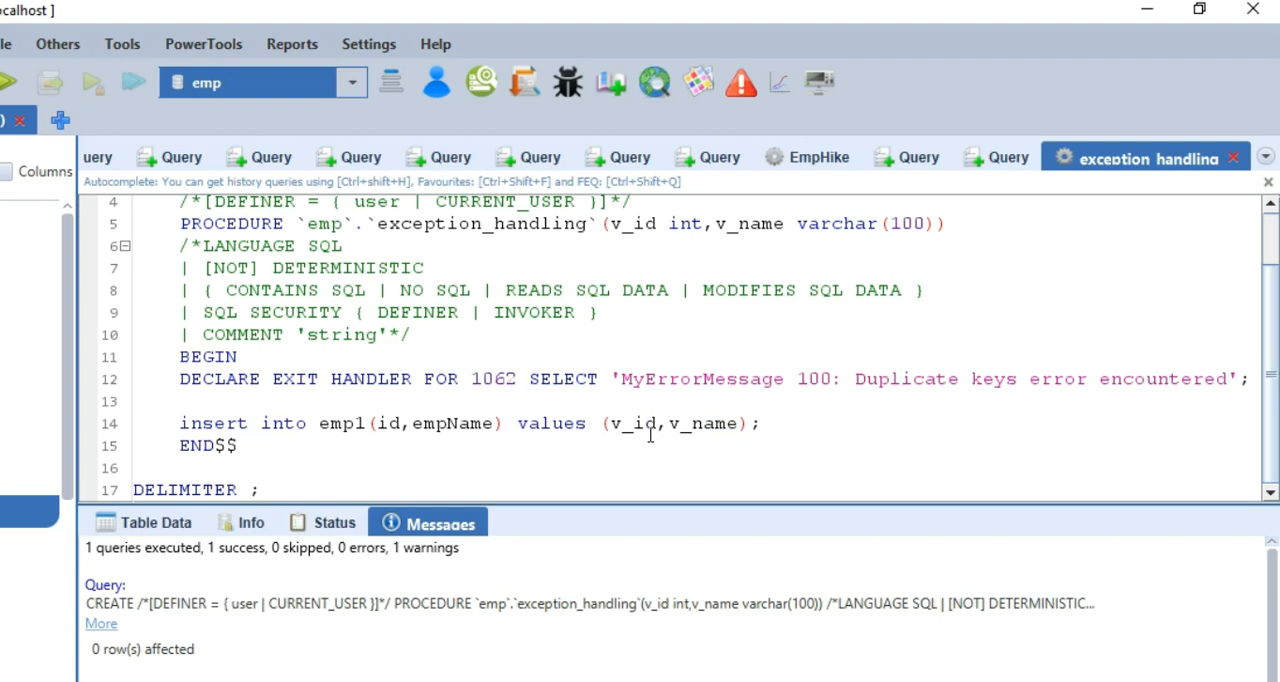 ocalhost ]
le Others Tools PowerTools Reports Settings Help
emp
)
uery Query Query Query Query Query Query Query EmpHike Query Query exception handling
Columns
Autocomplete: You can get history queries using [Ctrl+shift+H], Favourites: [Ctrl+Shift+F] and FEQ: [Ctrl+Shift+Q]
4 /*[DEFINER = { user | CURRENT_USER }]*/
5 PROCEDURE `emp`.`exception_handling`(v_id int,v_name varchar(100))
6 /*LANGUAGE SQL
7 | [NOT] DETERMINISTIC
8 | { CONTAINS SQL | NO SQL | READS SQL DATA | MODIFIES SQL DATA }
9 | SQL SECURITY { DEFINER | INVOKER }
10 | COMMENT 'string'*/
11 BEGIN
12 DECLARE EXIT HANDLER FOR 1062 SELECT 'MyErrorMessage 100: Duplicate keys error encountered';
13
14 insert into emp1(id,empName) values (v_id,v_name);
15 END$$
16
17 DELIMITER ;
Table Data Info Status Messages
1 queries executed, 1 success, 0 skipped, 0 errors, 1 warnings
Query:
CREATE /*[DEFINER = { user | CURRENT_USER }]*/ PROCEDURE `emp`.`exception_handling`(v_id int,v_name varchar(100)) /*LANGUAGE SQL | [NOT] DETERMINISTIC...
More
0 row(s) affected